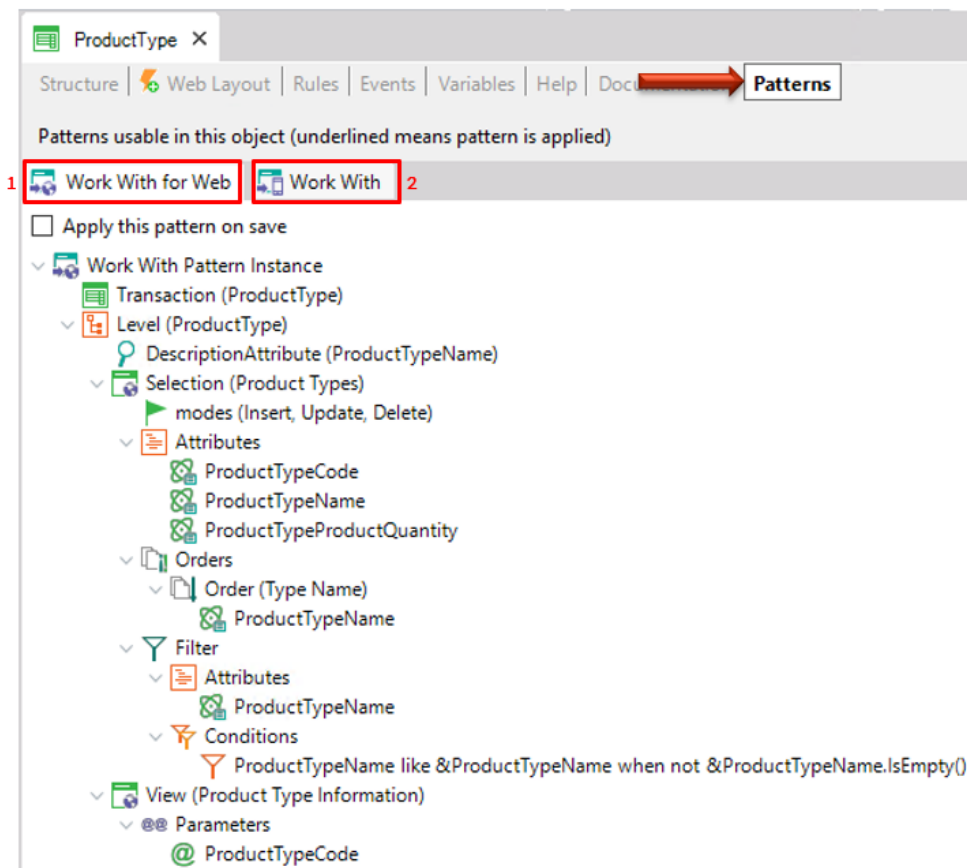 ProductType
Structure Web Layout Rules Events Variables Help Patterns
Patterns usable in this object (underlined means pattern is applied)
1 Work With for Web Work With 2
Apply this pattern on save
Work With Pattern Instance
Transaction (ProductType)
Level (ProductType)
DescriptionAttribute (ProductTypeName)
Selection (Product Types)
modes (Insert, Update, Delete)
Attributes
ProductTypeCode
ProductTypeName
ProductTypeProductQuantity
Orders
Order (Type Name)
ProductTypeName
Filter
Attributes
ProductTypeName
Conditions
ProductTypeName like &ProductTypeName when not &ProductTypeName.IsEmpty()
View (Product Type Information)
@@ Parameters
@ ProductTypeCode